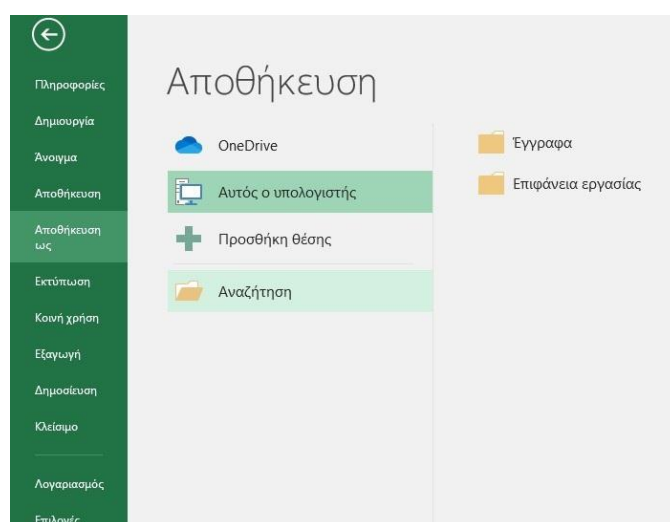 Πληροφορίες
Δημιουργία
Άνοιγμα
Αποθήκευση
Αποθήκευση
ως
Εκτύπωση
Κοινή χρήση
Εξαγωγή
Δημοσίευση
Κλείσιμο
Λογαριασμός
Επιλογές
Αποθήκευση
OneDrive
Αυτός ο υπολογιστής
Προσθήκη θέσης
Αναζήτηση
Έγγραφα
Επιφάνεια εργασίας